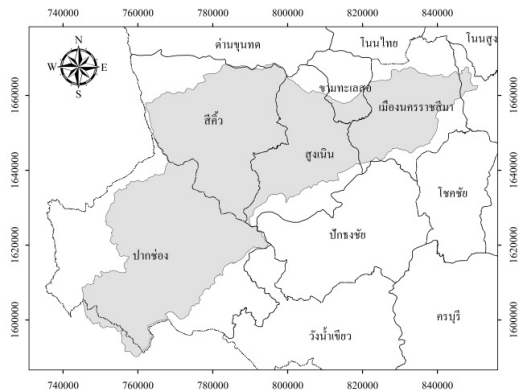 740000 760000 780000 800000 820000 840000
N
W E
S
ด่านขุนทด
โนนไทย
โนนสูง
ขามทะเลสอ
เมืองนครราชสีมา
สีคิ้ว
สูงเนิน
โชคชัย
ปักธงชัย
ปากช่อง
ครบุรี
วังน้ำเขียว
1660000
1640000
1620000
1600000
1660000
1640000
1620000
1600000
740000 760000 780000 800000 820000 840000